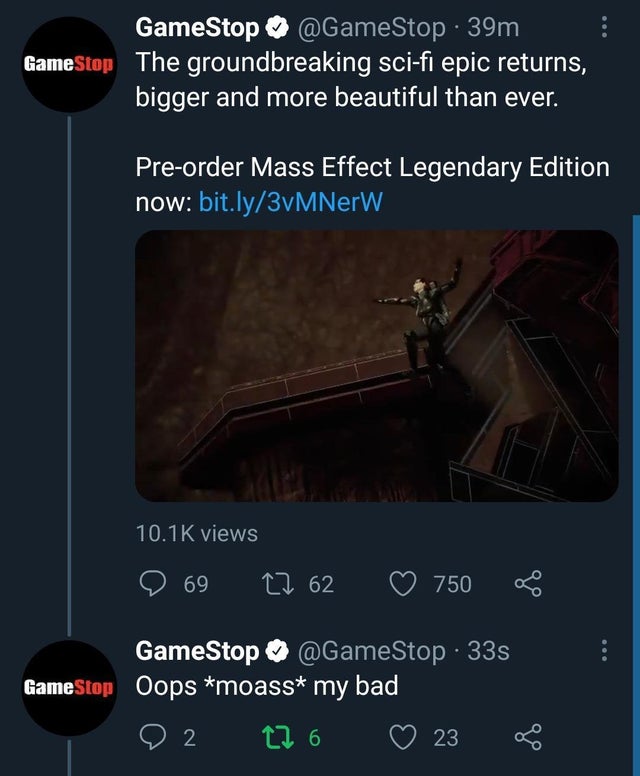 GameStop @GameStop · 39m
GameStop
The groundbreaking sci-fi epic returns,
bigger and more beautiful than ever.
Pre-order Mass Effect Legendary Edition
now: bit.ly/3vMNerW
10.1K views
69 62 750
GameStop @GameStop · 33s
GameStop
Oops *moass* my bad
2 6 23